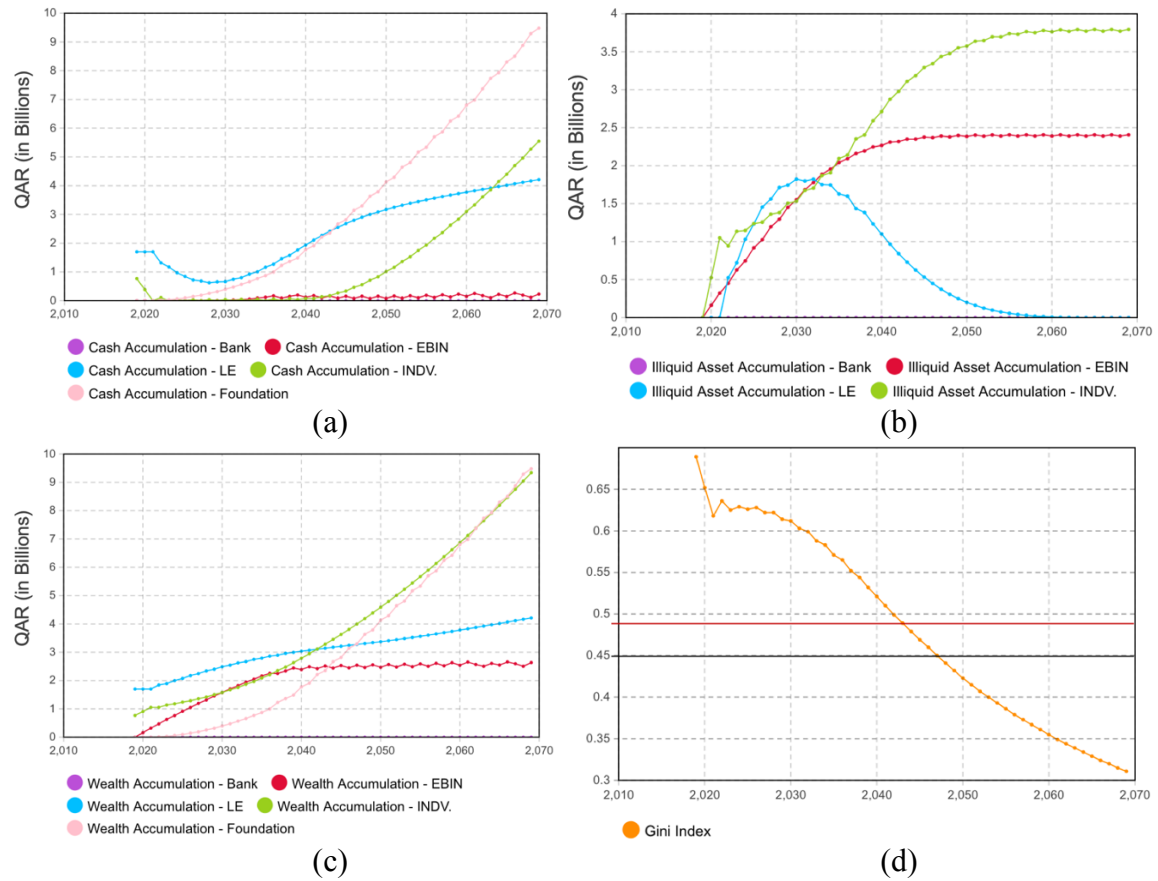 10
9
8
7
6
5
4
3
2
1
0
QAR (in Billions)
2,010 2,020 2,030 2,040 2,050 2,060 2,070
Cash Accumulation - Bank Cash Accumulation - EBIN
Cash Accumulation - LE Cash Accumulation - INDV.
Cash Accumulation - Foundation
(a)
4
3.5
3
2.5
2
1.5
1
0.5
0
QAR (in Billions)
2,010 2,020 2,030 2,040 2,050 2,060 2,070
Illiquid Asset Accumulation - Bank Illiquid Asset Accumulation - EBIN
Illiquid Asset Accumulation - LE Illiquid Asset Accumulation - INDV.
(b)
10
9
8
7
6
5
4
3
2
1
0
QAR (in Billions)
2,010 2,020 2,030 2,040 2,050 2,060 2,070
Wealth Accumulation - Bank Wealth Accumulation - EBIN
Wealth Accumulation - LE Wealth Accumulation - INDV.
Wealth Accumulation - Foundation
(c)
0.65
0.6
0.55
0.5
0.45
0.4
0.35
0.3
2,010 2,020 2,030 2,040 2,050 2,060 2,070
Gini Index
(d)